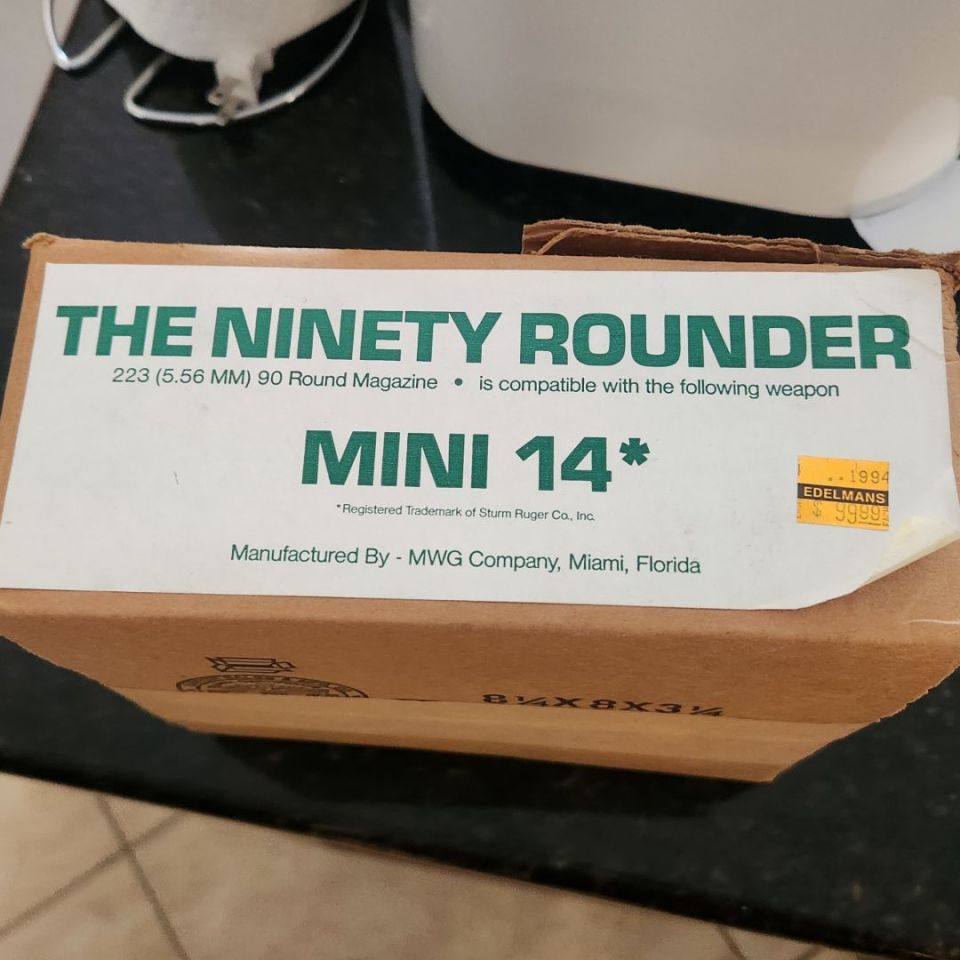 THE NINETY ROUNDER
223 (5.56 MM) 90 Round Magazine • is compatible with the following weapon
MINI 14*
*Registered Trademark of Sturm Ruger Co., Inc.
1994
EDELMANS
$ 9999
Manufactured By - MWG Company, Miami, Florida
8¼X8X3¼